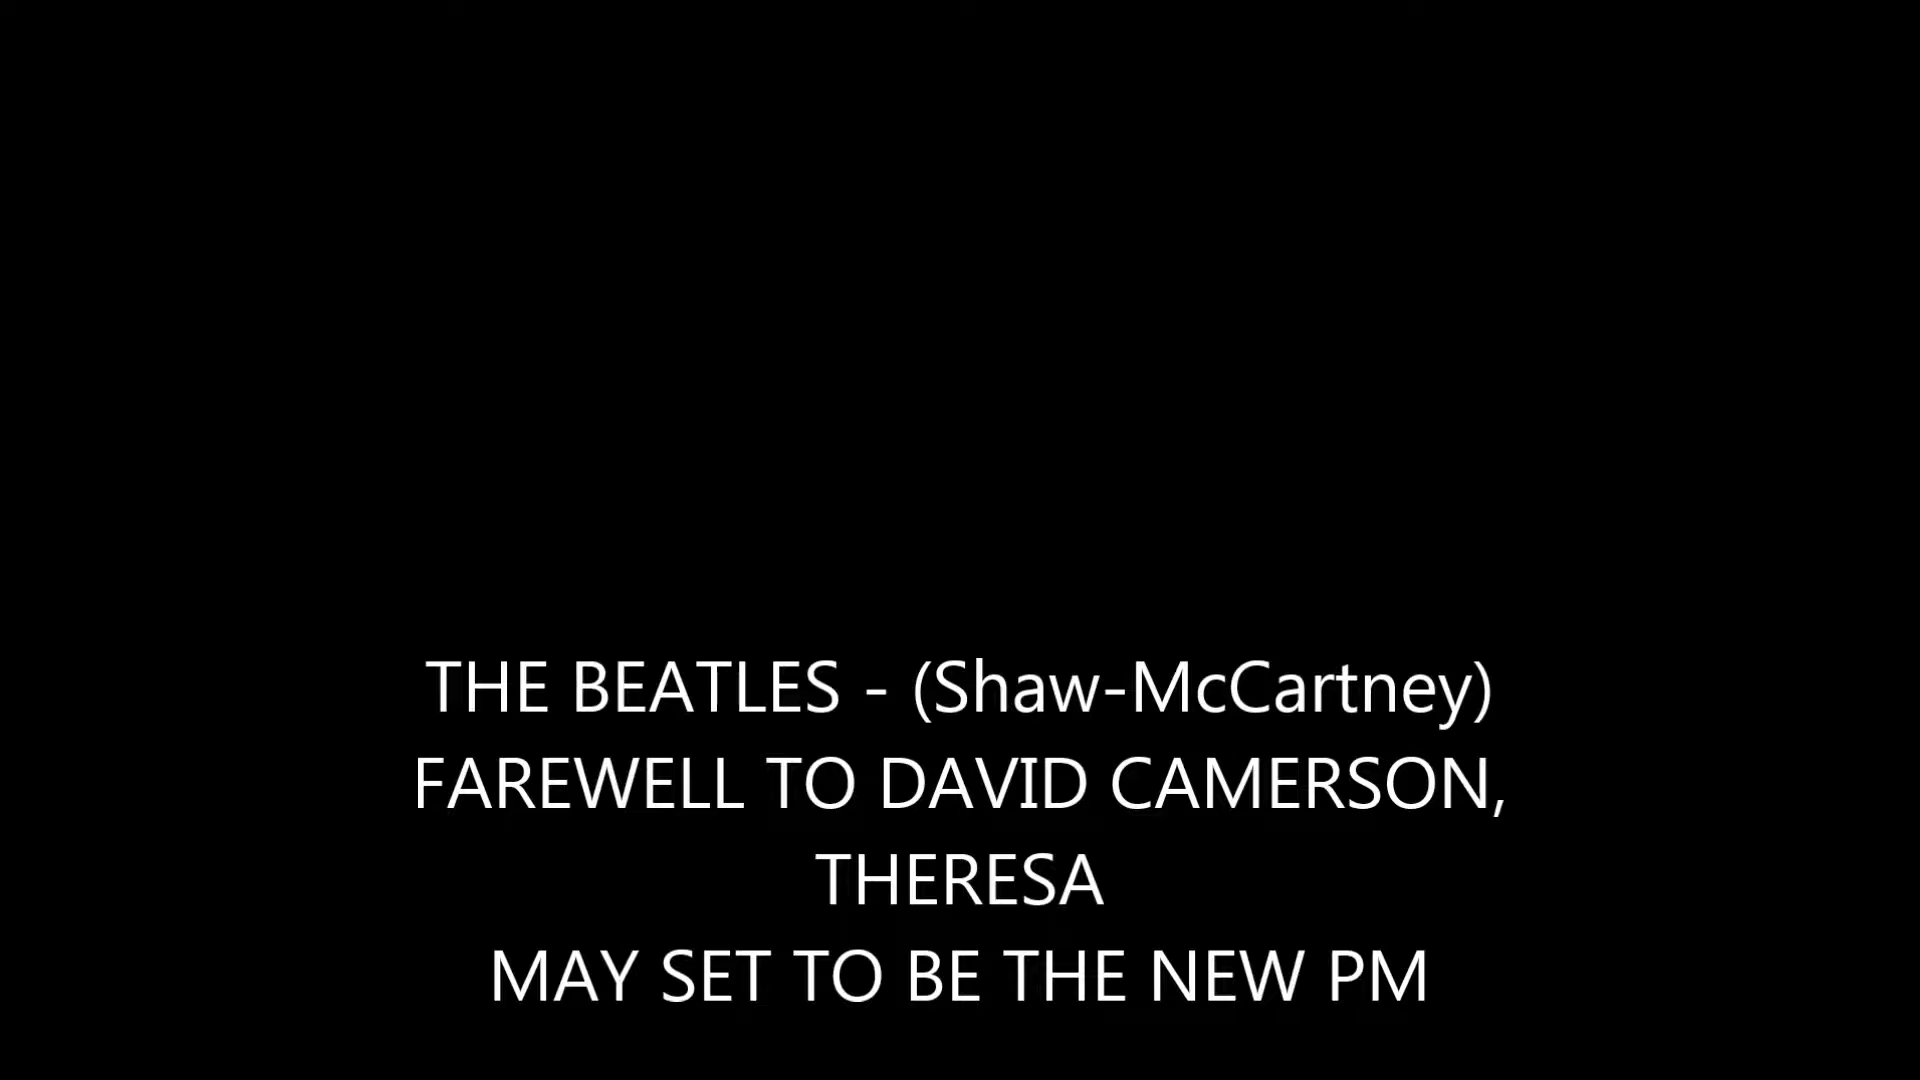 THE BEATLES - (Shaw-McCartney)
FAREWELL TO DAVID CAMERSON,
THERESA
MAY SET TO BE THE NEW PM